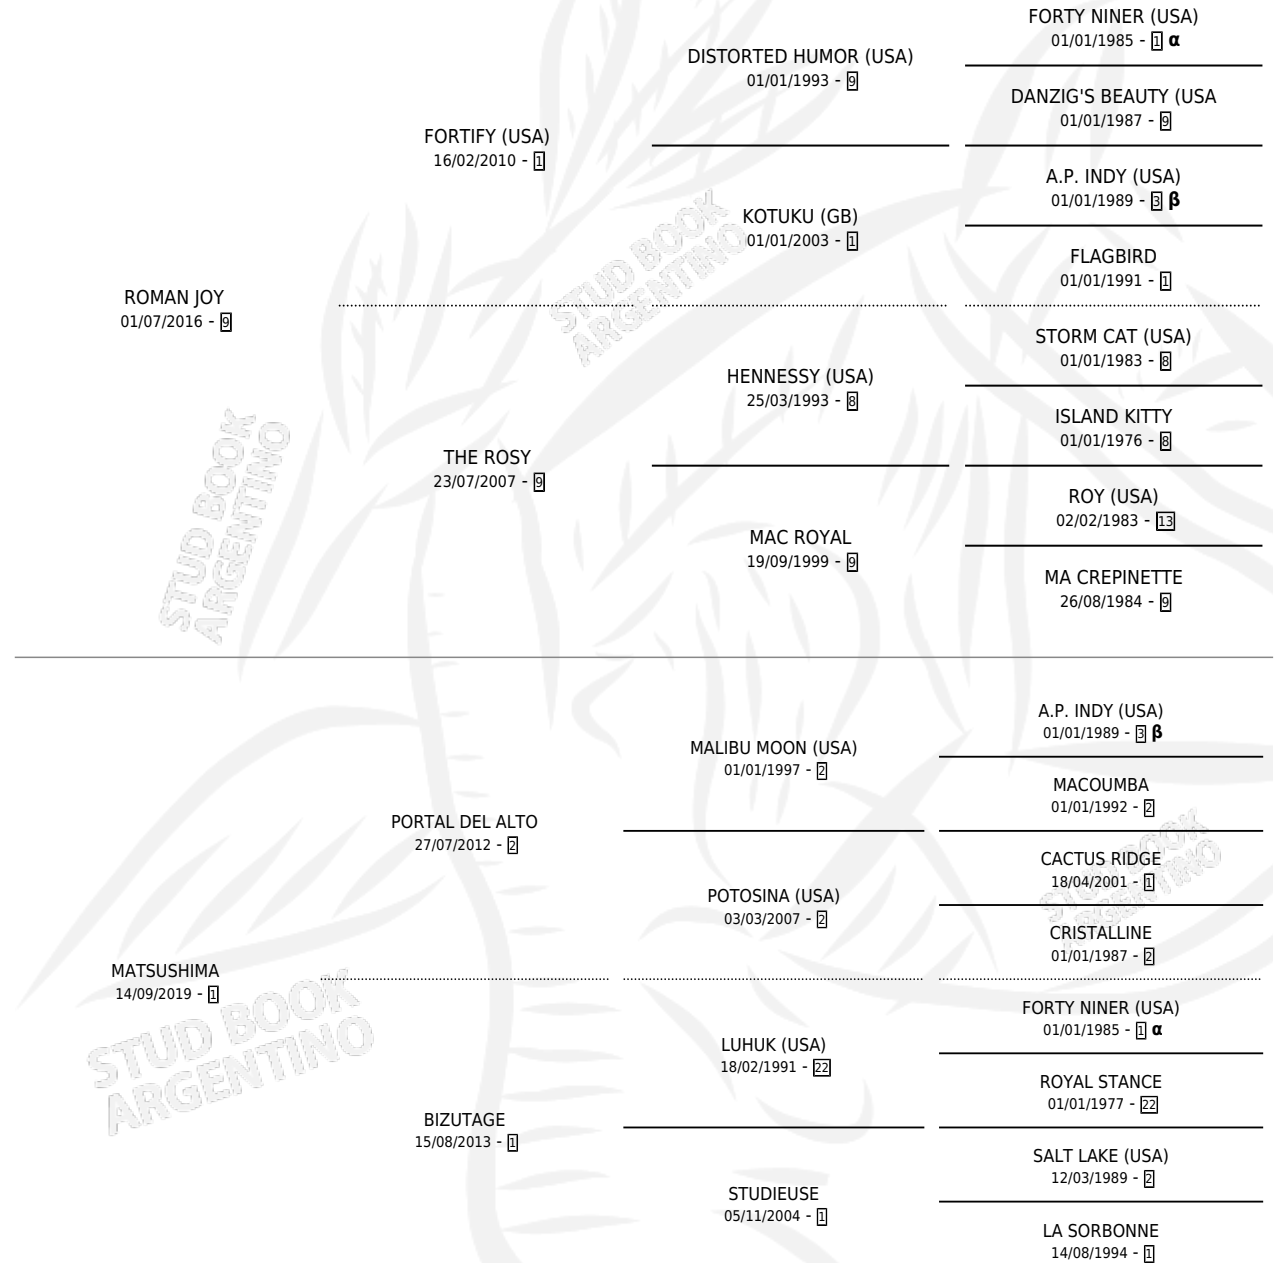 FORTY NINER (USA)
01/01/1985 - 1 α
DISTORTED HUMOR (USA)
01/01/1993 - 9
DANZIG'S BEAUTY (USA
01/01/1987 - 9
FORTIFY (USA)
16/02/2010 - 1
A.P. INDY (USA)
01/01/1989 - 3 β
KOTUKU (GB)
01/01/2003 - 1
FLAGBIRD
01/01/1991 - 1
ROMAN JOY
01/07/2016 - 9
STORM CAT (USA)
01/01/1983 - 8
HENNESSY (USA)
25/03/1993 - 8
ISLAND KITTY
01/01/1976 - 8
THE ROSY
23/07/2007 - 9
ROY (USA)
02/02/1983 - 13
MAC ROYAL
19/09/1999 - 9
MA CREPINETTE
26/08/1984 - 9
STUD BOOK
ARGENTINO
STUD BOOK
ARGENTINO
A.P. INDY (USA)
01/01/1989 - 3 β
MALIBU MOON (USA)
01/01/1997 - 2
MACOUMBA
01/01/1992 - 2
PORTAL DEL ALTO
27/07/2012 - 2
CACTUS RIDGE
18/04/2001 - 1
POTOSINA (USA)
03/03/2007 - 2
CRISTALLINE
01/01/1987 - 2
MATSUSHIMA
14/09/2019 - 1
FORTY NINER (USA)
01/01/1985 - 1 α
LUHUK (USA)
18/02/1991 - 22
ROYAL STANCE
01/01/1977 - 22
BIZUTAGE
15/08/2013 - 1
SALT LAKE (USA)
12/03/1989 - 2
STUDIEUSE
05/11/2004 - 1
LA SORBONNE
14/08/1994 - 1
STUD BOOK
ARGENTINO
STUD BOOK
ARGENTINO